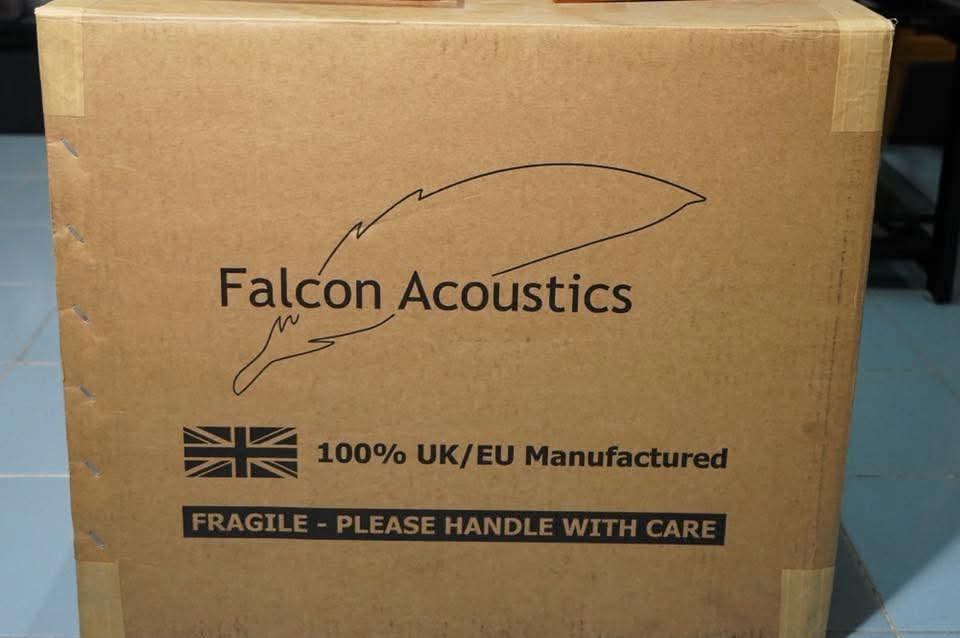 Falcon Acoustics
100% UK/EU Manufactured
FRAGILE - PLEASE HANDLE WITH CARE